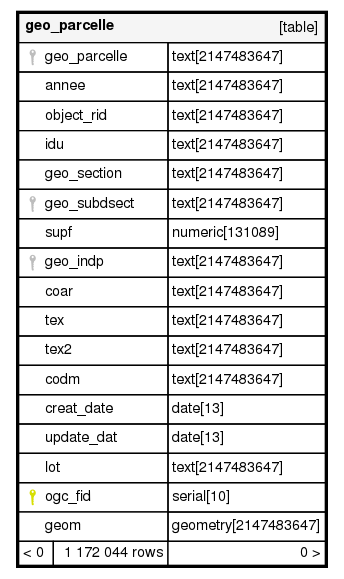 geo_parcelle [table]
geo_parcelle text[2147483647]
annee text[2147483647]
object_rid text[2147483647]
idu text[2147483647]
geo_section text[2147483647]
geo_subdsect text[2147483647]
supf numeric[131089]
geo_indp text[2147483647]
coar text[2147483647]
tex text[2147483647]
tex2 text[2147483647]
codm text[2147483647]
creat_date date[13]
update_dat date[13]
lot text[2147483647]
ogc_fid serial[10]
geom geometry[2147483647]
< 0 1 172 044 rows 0 >